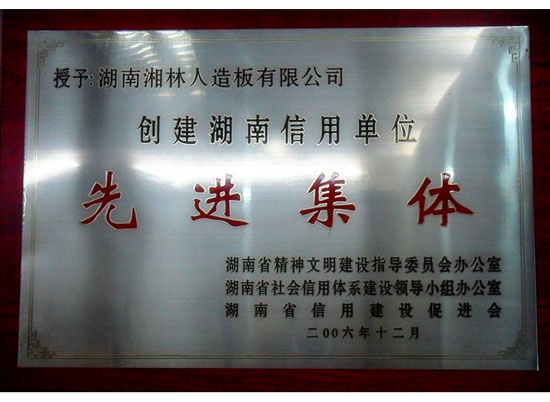 授予:湖南湘林人造板有限公司
创建湖南信用单位
先进集体
湖南省精神文明建设指导委员会办公室
湖南省社会信用体系建设领导小组办公室
湖南省信用建设促进会
二00六年十二月